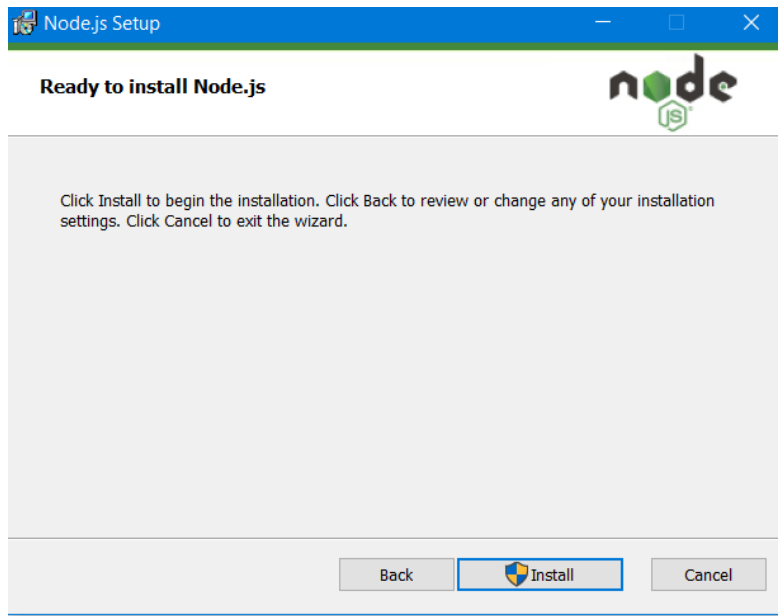 Node.js Setup
Ready to install Node.js
node
JS
Click Install to begin the installation. Click Back to review or change any of your installation
settings. Click Cancel to exit the wizard.
Back
Install
Cancel